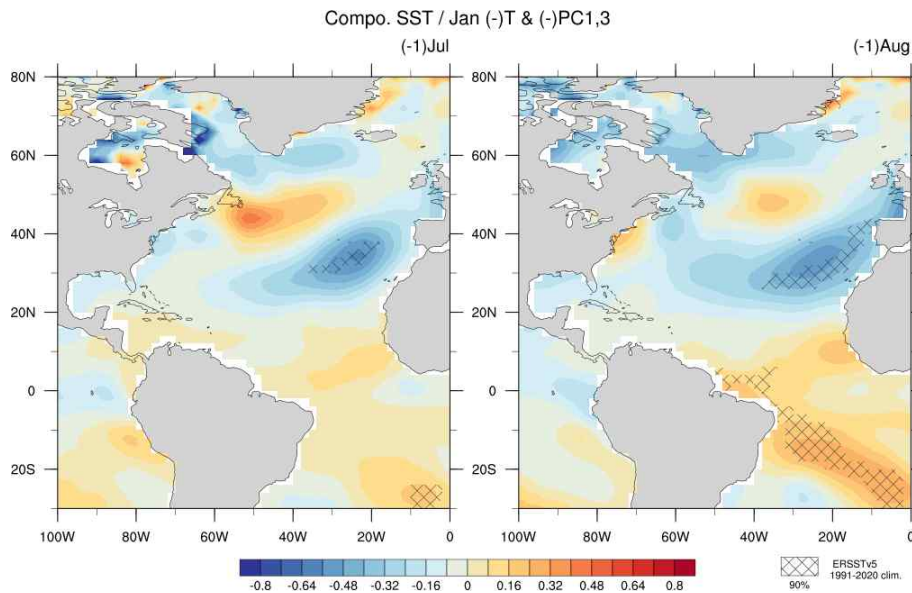 Compo. SST / Jan (-)T & (-)PC1,3
(-1)Jul
(-1)Aug
80N
60N
40N
20N
0
20S
100W 80W 60W 40W 20W 0
80N
60N
40N
20N
0
20S
100W 80W 60W 40W 20W 0
-0.8 -0.64 -0.48 -0.32 -0.16 0 0.16 0.32 0.48 0.64 0.8
90%
ERSSTv5
1991-2020 clim.